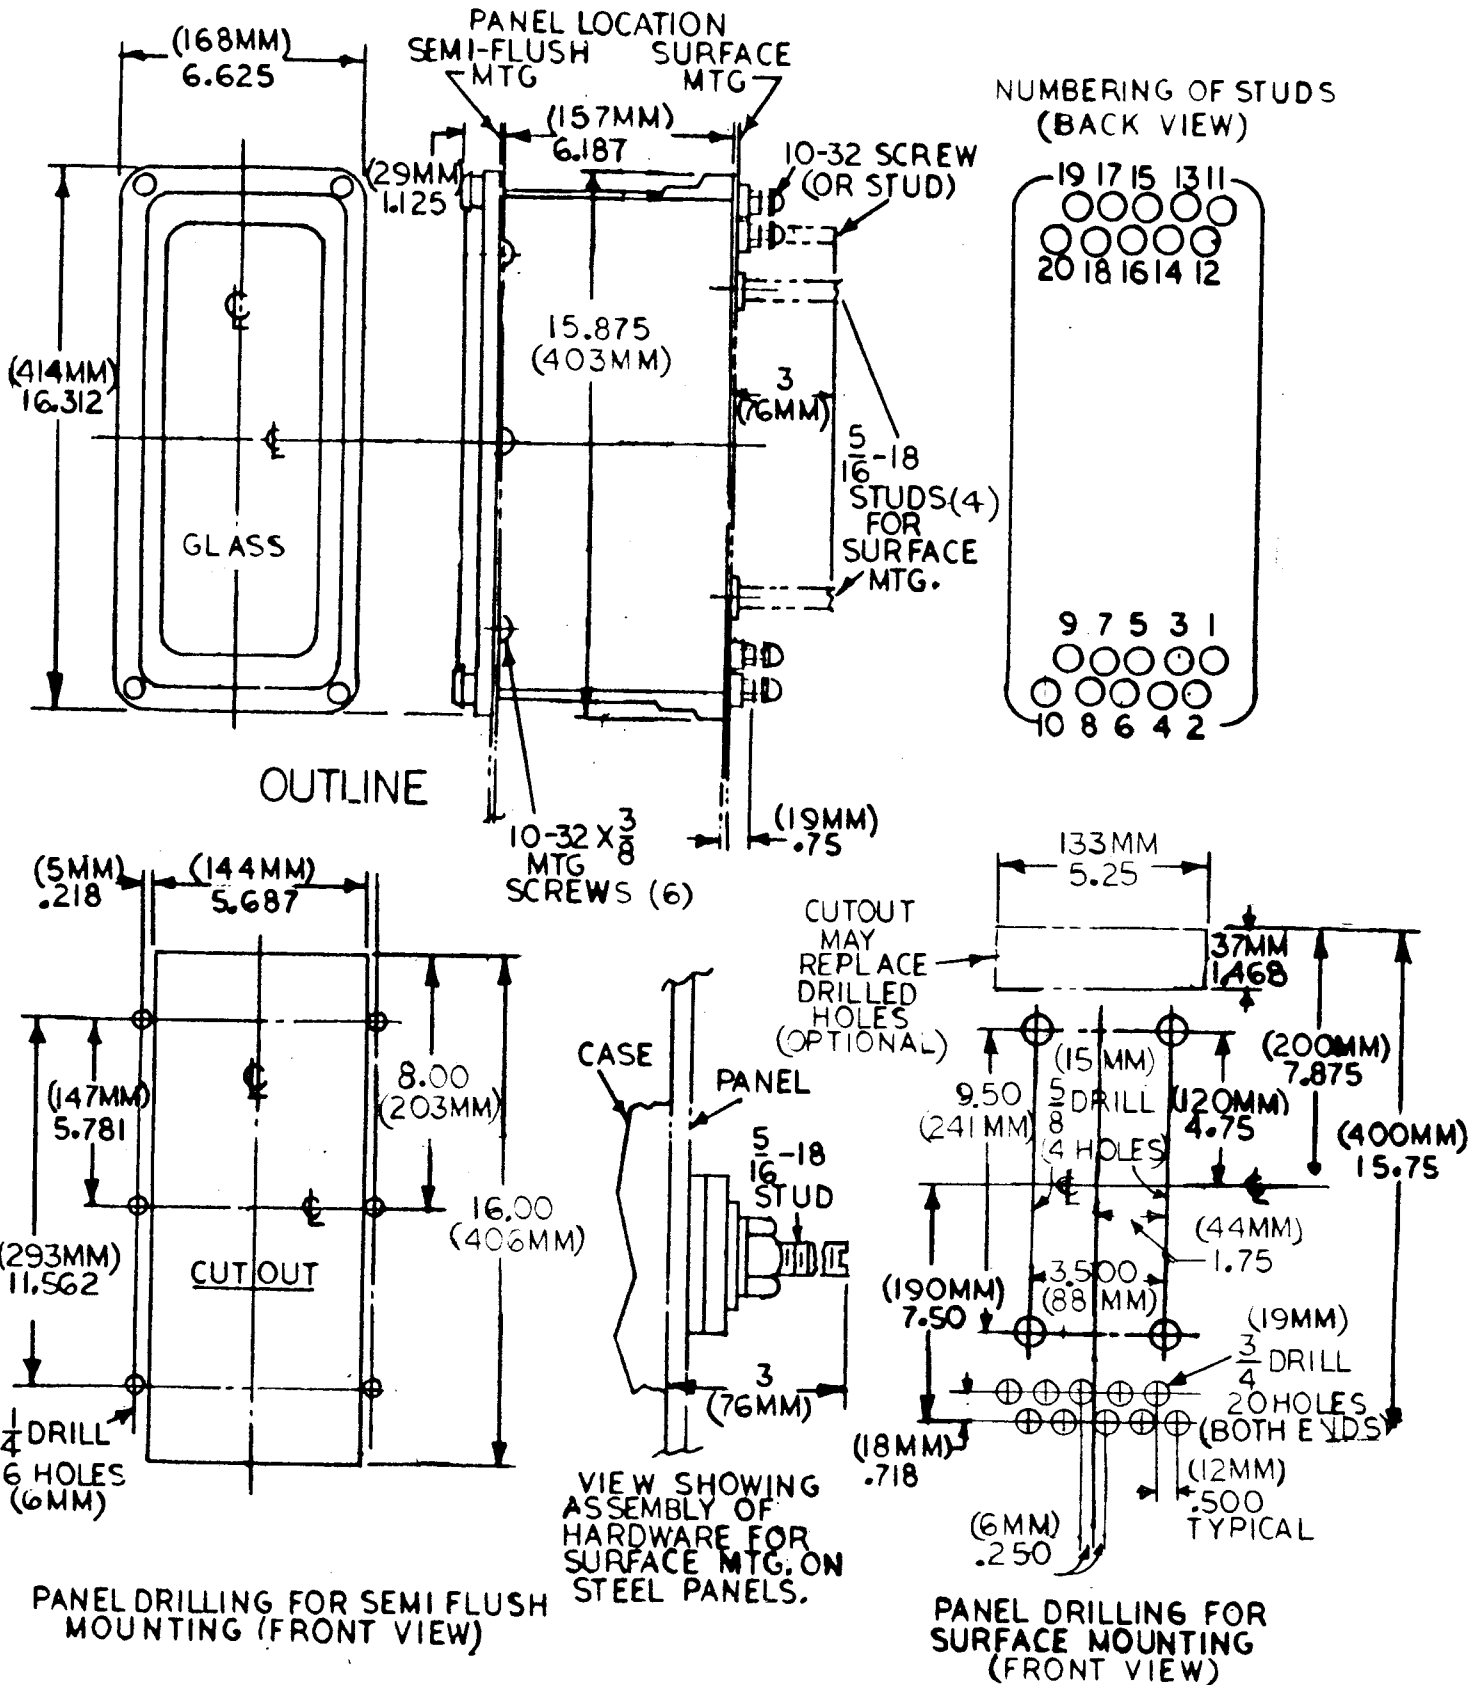 PANEL LOCATION
SEMI-FLUSH MTG
SURFACE MTG
(168MM)
6.625
(157MM)
6.187
(29MM)
1.125
10-32 SCREW
(OR STUD)
NUMBERING OF STUDS
(BACK VIEW)
19 17 15 13 11
20 18 16 14 12
15.875
(403MM)
(414MM)
16.312
3
(76MM)
5/16-18
STUDS(4)
FOR
SURFACE
MTG.
GLASS
9 7 5 3 1
10 8 6 4 2
OUTLINE
10-32 X 3/8
MTG
SCREWS (6)
(19MM)
.75
(5MM)
.218
(144MM)
5.687
8.00
(203MM)
(147MM)
5.781
16.00
(406MM)
(293MM)
11.562
CUTOUT
1/4 DRILL
6 HOLES
(6MM)
PANEL DRILLING FOR SEMI FLUSH
MOUNTING (FRONT VIEW)
CASE
PANEL
5/16-18
STUD
3
(76MM)
VIEW SHOWING
ASSEMBLY OF
HARDWARE FOR
SURFACE MTG. ON
STEEL PANELS.
133MM
5.25
CUTOUT
MAY
REPLACE
DRILLED
HOLES
(OPTIONAL)
37MM
1.468
(200MM)
7.875
(400MM)
15.75
9.50
(241MM)
(15MM)
5/8 DRILL
(4 HOLES)
(120MM)
4.75
(44MM)
1.75
3.500
(88MM)
(190MM)
7.50
(19MM)
3/4 DRILL
20 HOLES
(BOTH ENDS)
(18MM)
.718
(12MM)
.500
TYPICAL
(6MM)
.250
PANEL DRILLING FOR
SURFACE MOUNTING
(FRONT VIEW)